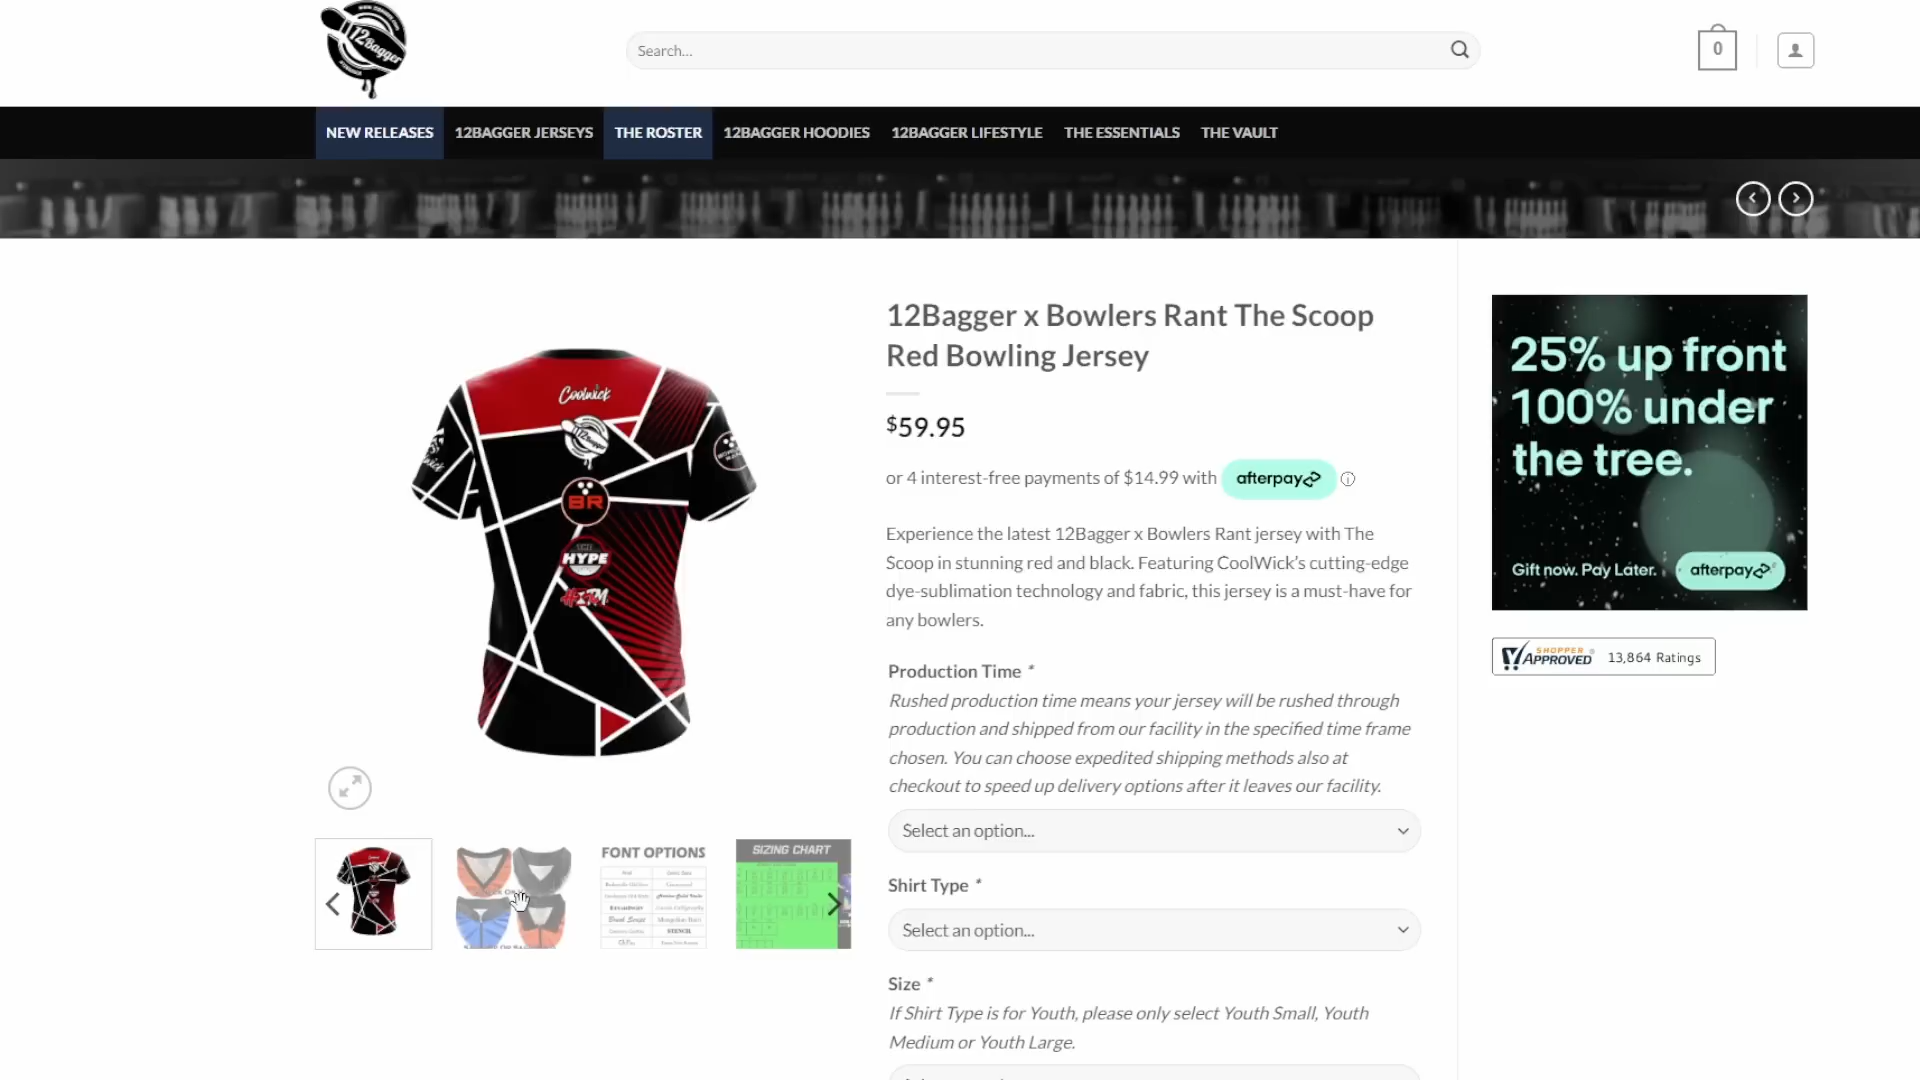 12Bagger
Search...
0
NEW RELEASES
12BAGGER JERSEYS
THE ROSTER
12BAGGER HOODIES
12BAGGER LIFESTYLE
THE ESSENTIALS
THE VAULT
12Bagger x Bowlers Rant The Scoop
Red Bowling Jersey
$59.95
or 4 interest-free payments of $14.99 with afterpay
Experience the latest 12Bagger x Bowlers Rant jersey with The
Scoop in stunning red and black. Featuring CoolWick’s cutting-edge
dye-sublimation technology and fabric, this jersey is a must-have for
any bowlers.
Production Time *
Rushed production time means your jersey will be rushed through
production and shipped from our facility in the specified time frame
chosen. You can choose expedited shipping methods also at
checkout to speed up delivery options after it leaves our facility.
Select an option...
Shirt Type *
Select an option...
Size *
If Shirt Type is for Youth, please only select Youth Small, Youth
Medium or Youth Large.
Coolwick
12Bagger
BR
THE
HYPE
FONT OPTIONS
STENCIL
SIZING CHART
25% up front
100% under
the tree.
Gift now. Pay Later. afterpay
SHOPPER
APPROVED
13,864 Ratings